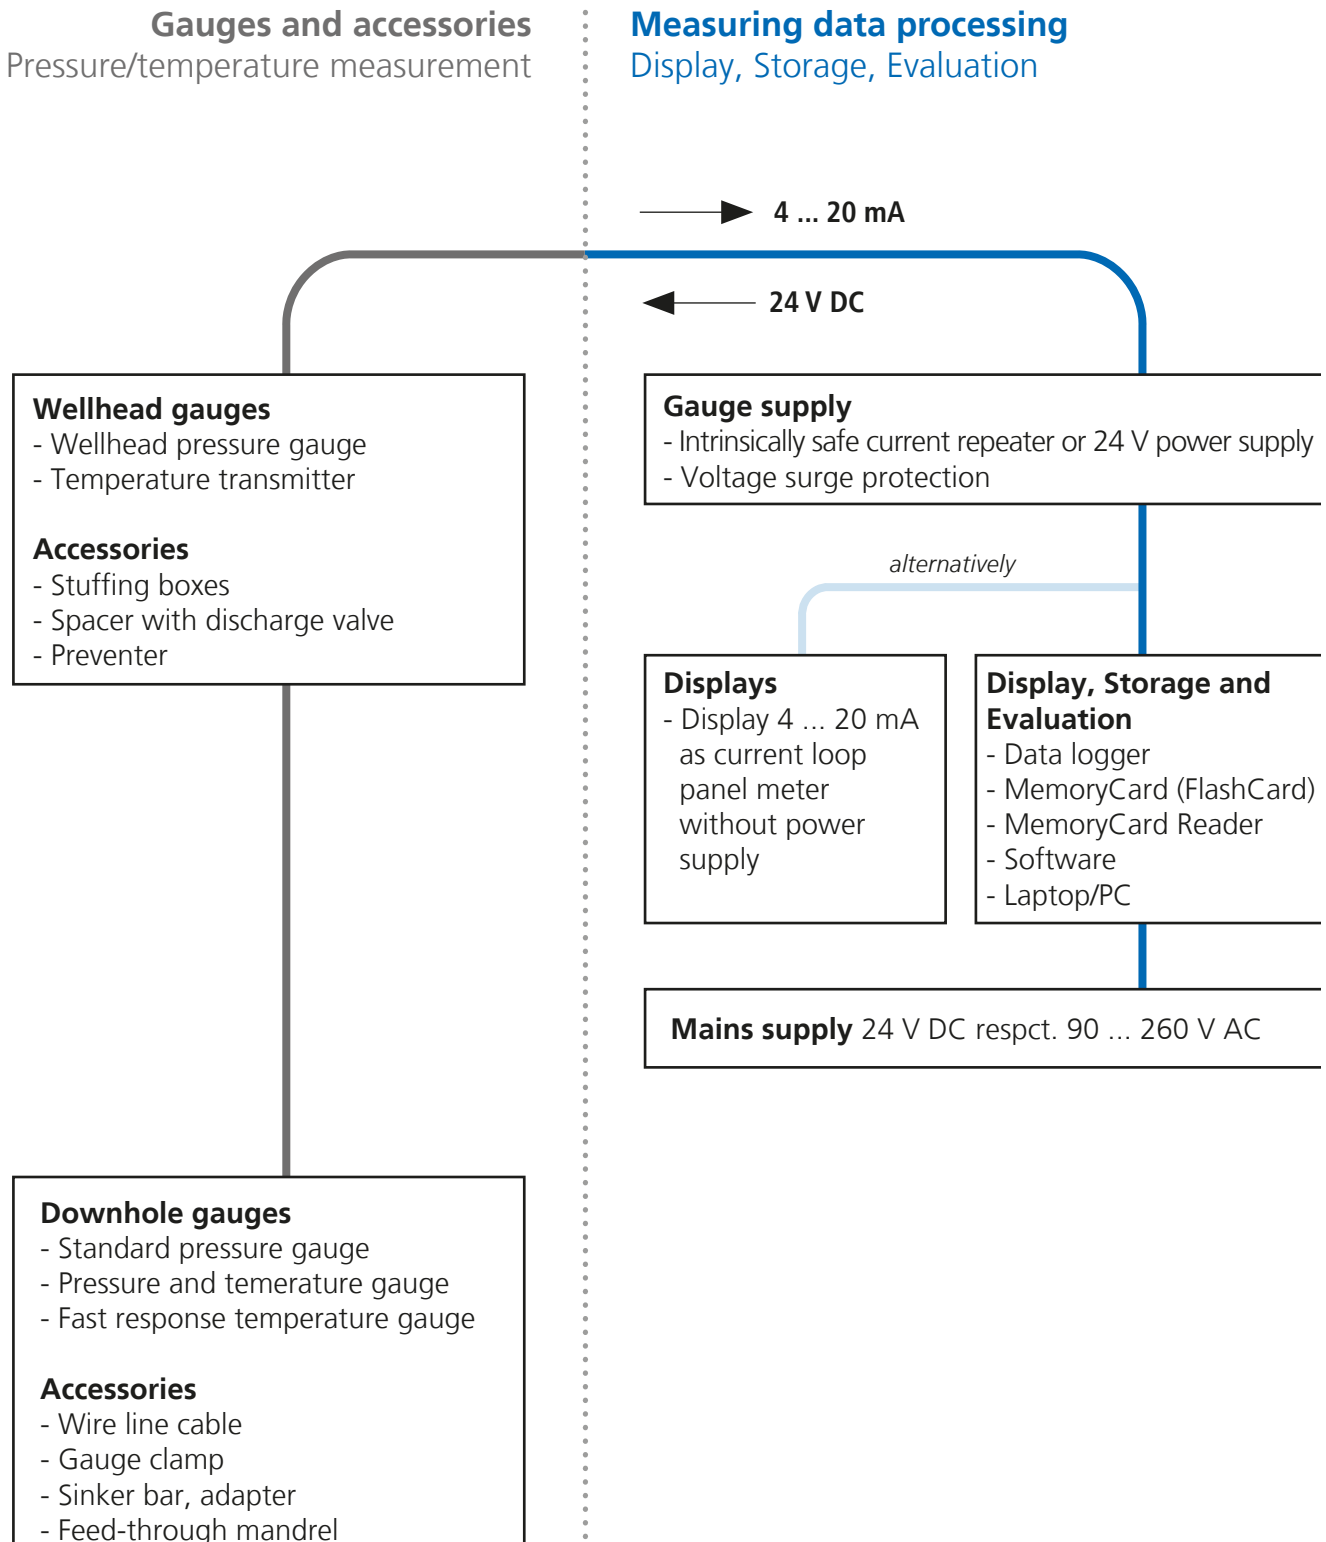 Gauges and accessories
Pressure/temperature measurement
Measuring data processing
Display, Storage, Evaluation
4 ... 20 mA
24 V DC
Wellhead gauges
- Wellhead pressure gauge
- Temperature transmitter
Accessories
- Stuffing boxes
- Spacer with discharge valve
- Preventer
Gauge supply
- Intrinsically safe current repeater or 24 V power supply
- Voltage surge protection
alternatively
Displays
- Display 4 ... 20 mA
as current loop
panel meter
without power
supply
Display, Storage and
Evaluation
- Data logger
- MemoryCard (FlashCard)
- MemoryCard Reader
- Software
- Laptop/PC
Mains supply 24 V DC respct. 90 ... 260 V AC
Downhole gauges
- Standard pressure gauge
- Pressure and temerature gauge
- Fast response temperature gauge
Accessories
- Wire line cable
- Gauge clamp
- Sinker bar, adapter
- Feed-through mandrel